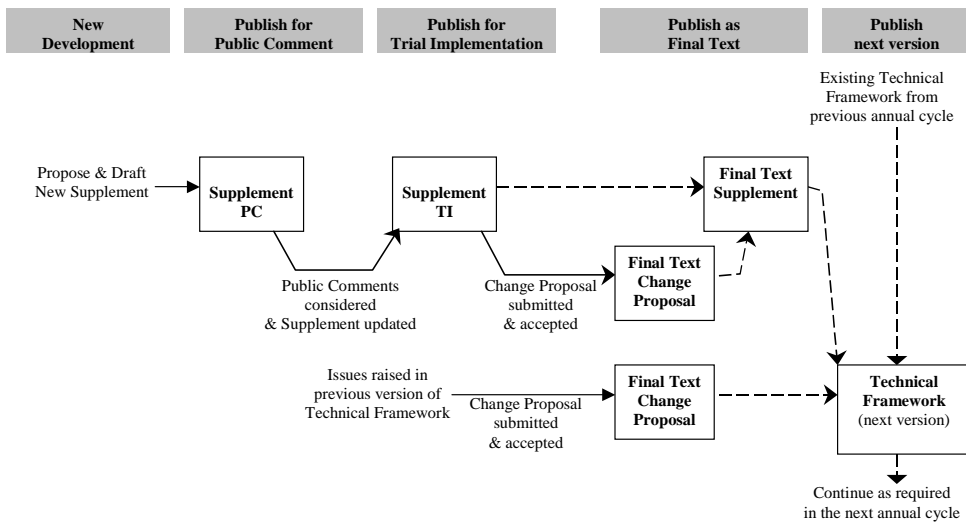 New
Development
Publish for
Public Comment
Publish for
Trial Implementation
Publish as
Final Text
Publish
next version
Existing Technical
Framework from
previous annual cycle
Propose & Draft
New Supplement
Supplement
PC
Supplement
TI
Final Text
Supplement
Public Comments
considered
& Supplement updated
Change Proposal
submitted
& accepted
Final Text
Change
Proposal
Issues raised in
previous version of
Technical Framework
Change Proposal
submitted
& accepted
Final Text
Change
Proposal
Technical
Framework
(next version)
Continue as required
in the next annual cycle